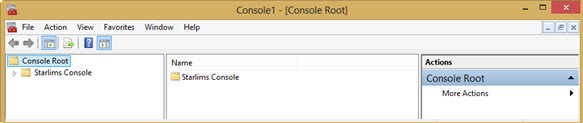 Console1 - [Console Root]
File Action View Favorites Window Help
Console Root
Starlims Console
Name
Starlims Console
Actions
Console Root
More Actions